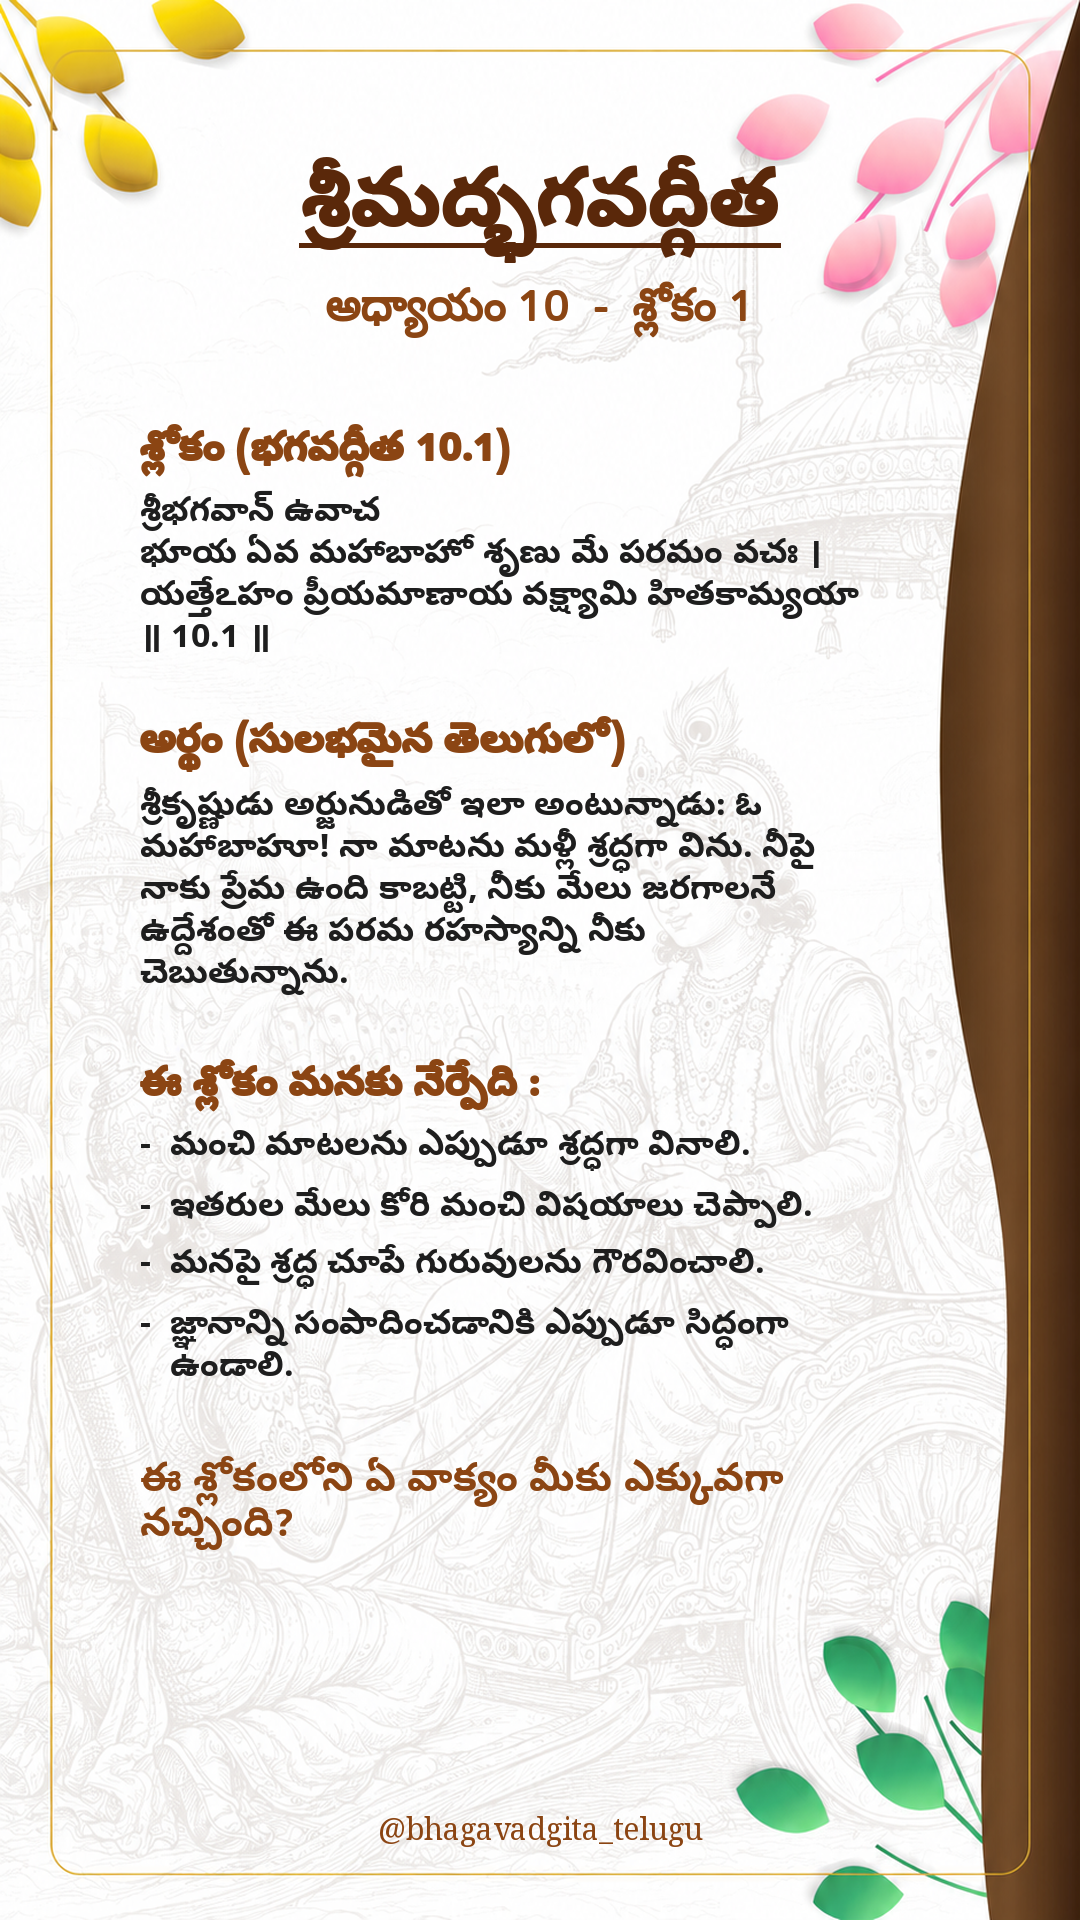 శ్రీమద్భగవద్గీత
అధ్యాయం 10 - శ్లోకం 1
శ్లోకం (భగవద్గీత 10.1)
శ్రీభగవాన్ ఉవాచ
భూయ ఏవ మహాబాహో శృణు మే పరమం వచః |
యత్తేఽహం ప్రీయమాణాయ వక్ష్యామి హితకామ్యయా
|| 10.1 ||
అర్థం (సులభమైన తెలుగులో)
శ్రీకృష్ణుడు అర్జునుడితో ఇలా అంటున్నాడు: ఓ
మహాబాహూ! నా మాటను మళ్లీ శ్రద్ధగా విను. నీపై
నాకు ప్రేమ ఉంది కాబట్టి, నీకు మేలు జరగాలనే
ఉద్దేశంతో ఈ పరమ రహస్యాన్ని నీకు
చెబుతున్నాను.
ఈ శ్లోకం మనకు నేర్పేది :
- మంచి మాటలను ఎప్పుడూ శ్రద్ధగా వినాలి.
- ఇతరుల మేలు కోరి మంచి విషయాలు చెప్పాలి.
- మనపై శ్రద్ధ చూపే గురువులను గౌరవించాలి.
- జ్ఞానాన్ని సంపాదించడానికి ఎప్పుడూ సిద్ధంగా
ఉండాలి.
ఈ శ్లోకంలోని ఏ వాక్యం మీకు ఎక్కువగా
నచ్చింది?
@bhagavadgita_telugu